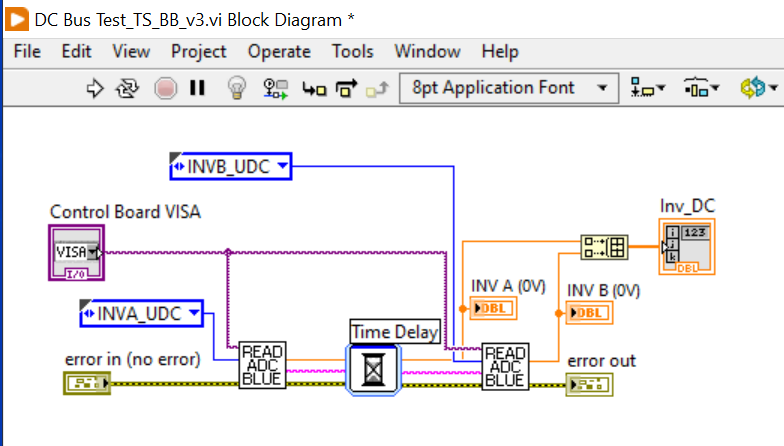 DC Bus Test_TS_BB_v3.vi Block Diagram *
File Edit View Project Operate Tools Window Help
8pt Application Font
INVB_UDC
Control Board VISA
Inv_DC
VISA
I/O
i 123
j
k
DBL
INV A (0V)
INV B (0V)
DBL
DBL
INVA_UDC
Time Delay
error in (no error)
READ
ADC
BLUE
READ
ADC
BLUE
error out